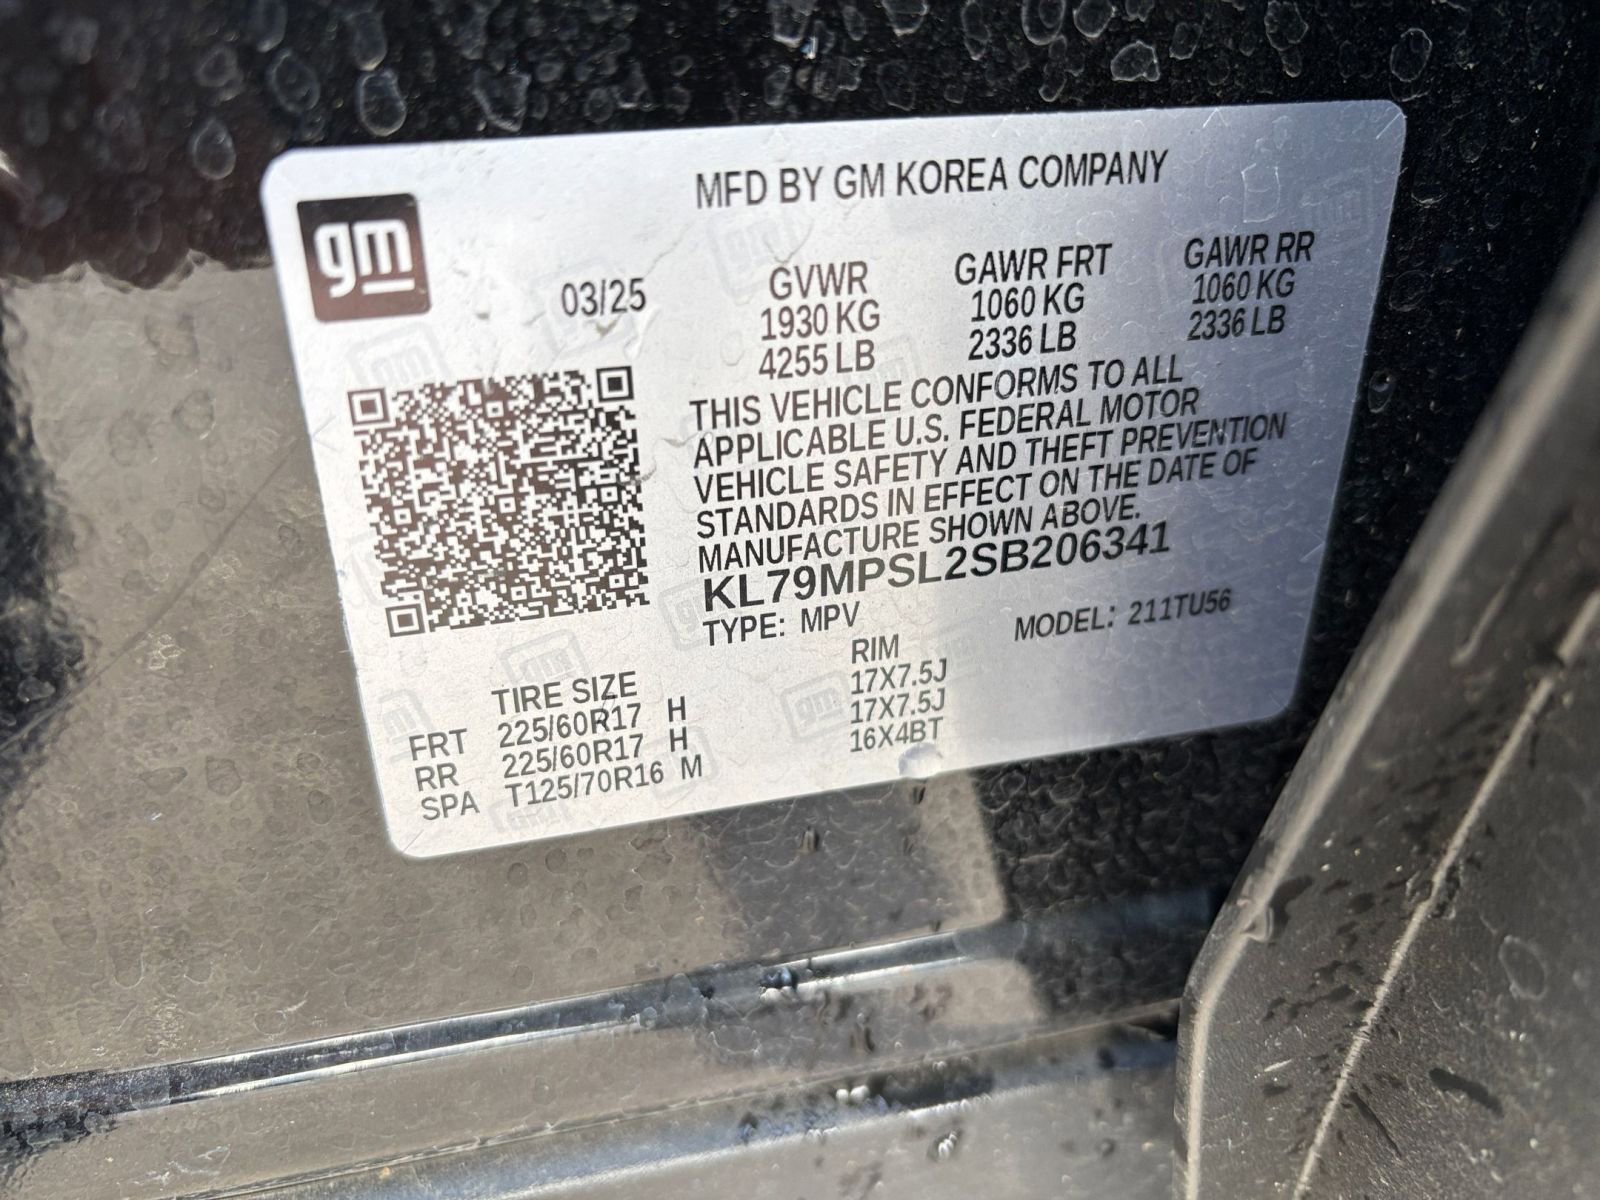 gm
MFD BY GM KOREA COMPANY
03/25
GVWR GAWR FRT GAWR RR
1930 KG 1060 KG 1060 KG
4255 LB 2336 LB 2336 LB
THIS VEHICLE CONFORMS TO ALL
APPLICABLE U.S. FEDERAL MOTOR
VEHICLE SAFETY AND THEFT PREVENTION
STANDARDS IN EFFECT ON THE DATE OF
MANUFACTURE SHOWN ABOVE.
KL79MPSL2SB206341
TYPE: MPV MODEL: 211TU56
TIRE SIZE RIM
FRT 225/60R17 H 17X7.5J
RR 225/60R17 H 17X7.5J
SPA T125/70R16 M 16X4BT